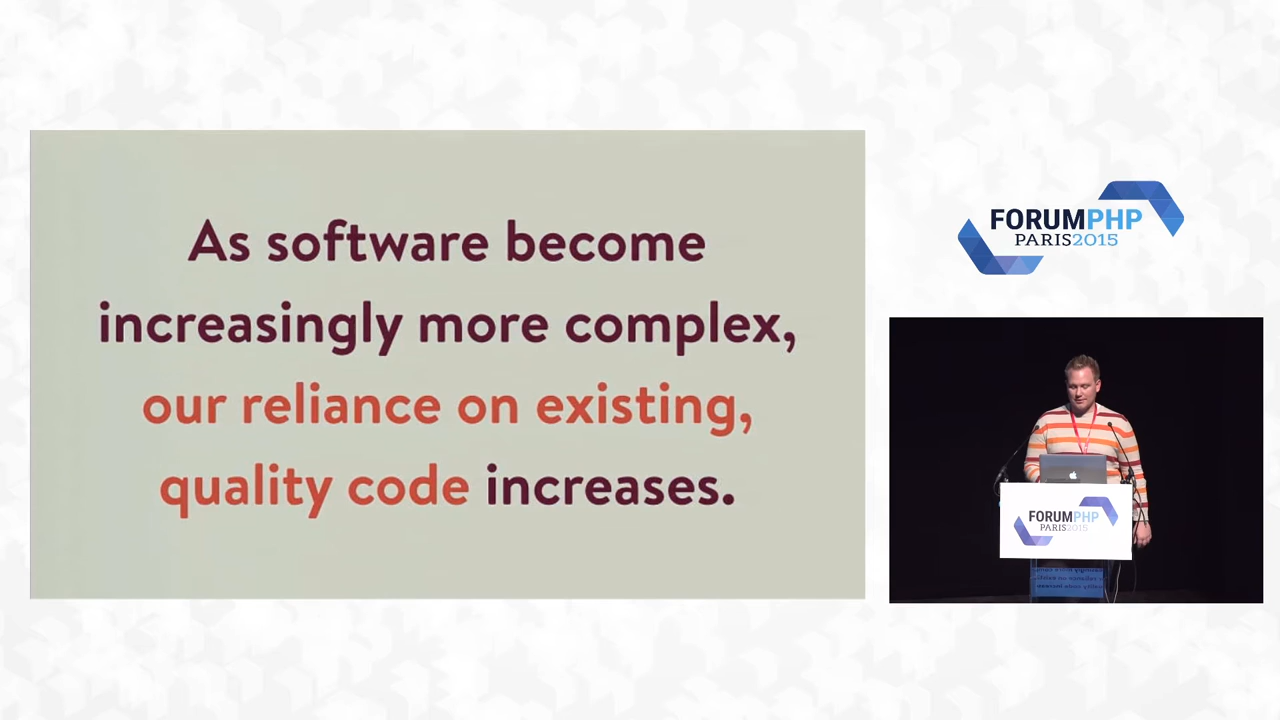 As software become
increasingly more complex,
our reliance on existing,
quality code increases.
FORUMPHP
PARIS2015
FORUMPHP
PARIS2015